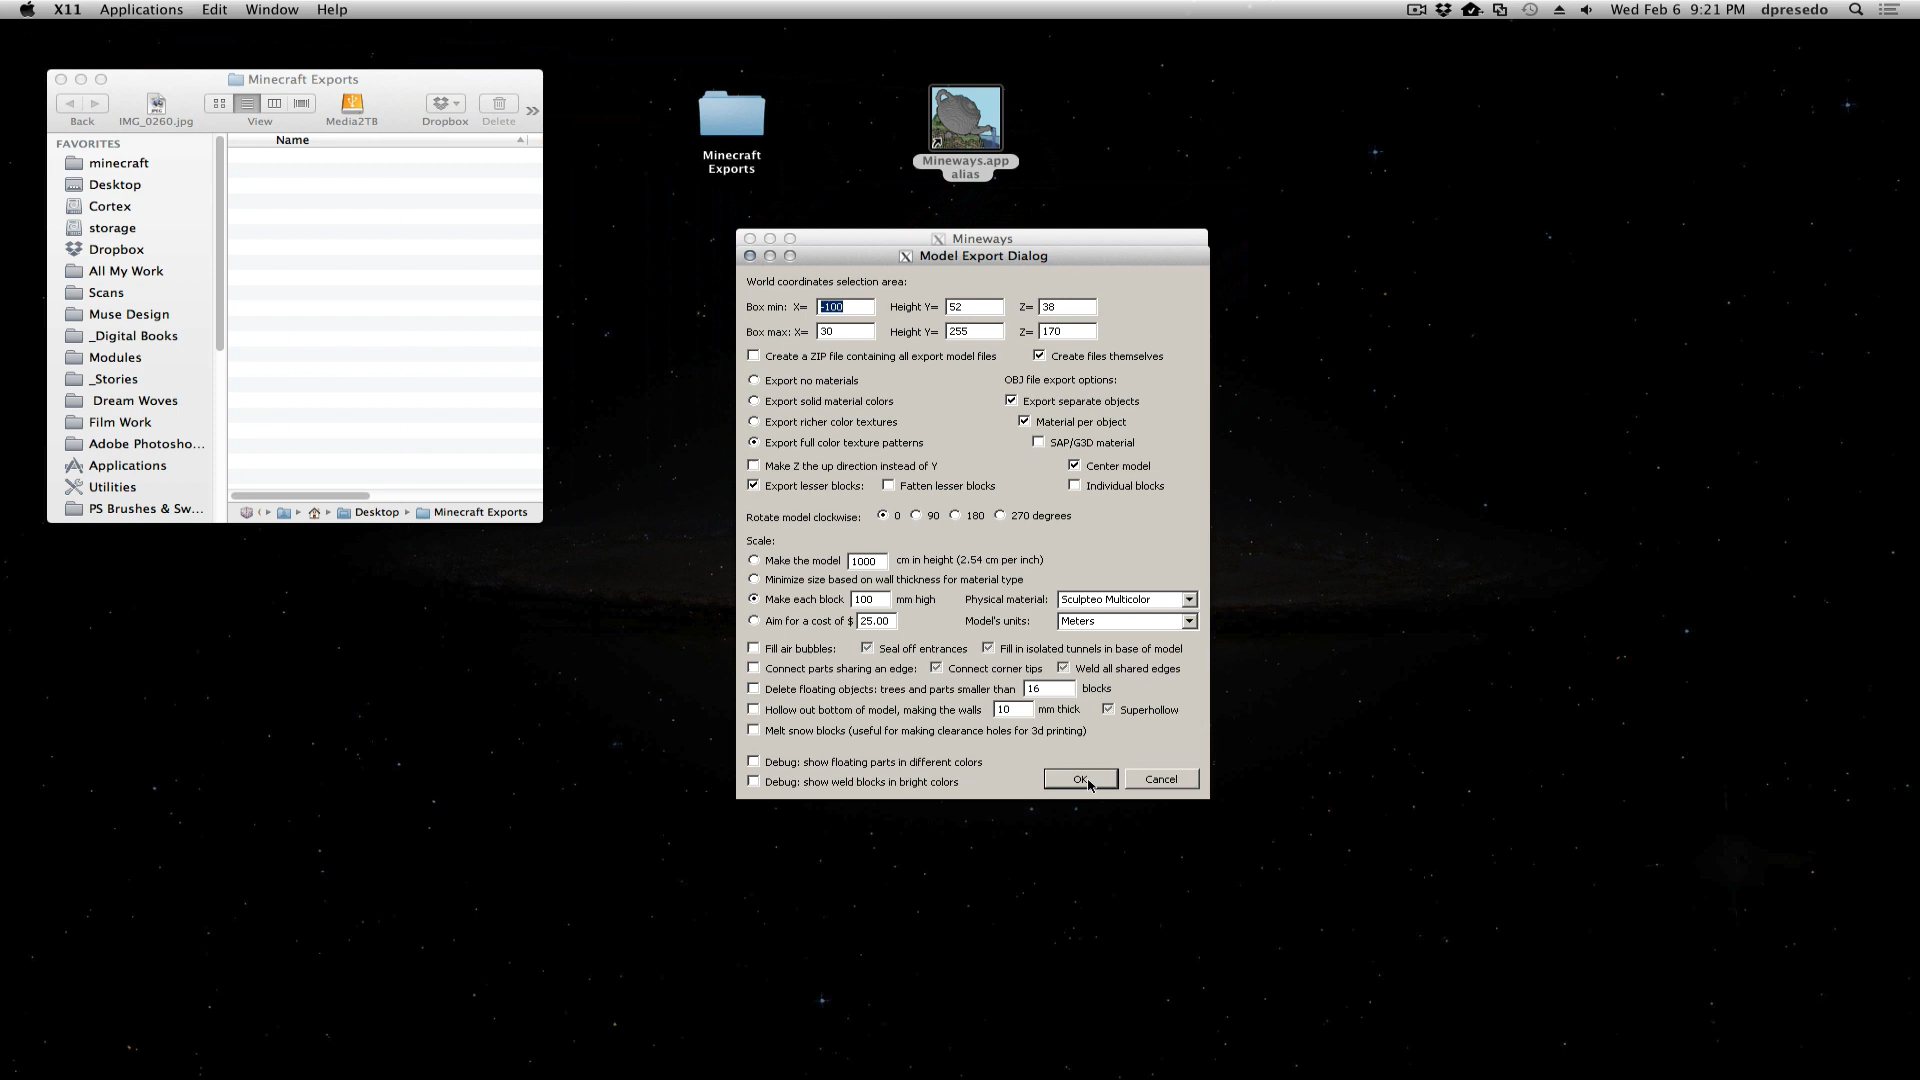 X11 Applications Edit Window Help
Wed Feb 6 9:21 PM dpresedo
Minecraft Exports
Back
IMG_0260.jpg
View
Media2TB
Dropbox
Delete
FAVORITES
Name
minecraft
Desktop
Cortex
storage
Dropbox
All My Work
Scans
Muse Design
_Digital Books
Modules
_Stories
Dream Woves
Film Work
Adobe Photosho...
Applications
Utilities
PS Brushes & Sw...
Desktop
Minecraft Exports
Minecraft
Exports
Mineways.app
alias
Mineways
Model Export Dialog
World coordinates selection area:
Box min: X= -100 Height Y= 52 Z= 38
Box max: X= 30 Height Y= 255 Z= 170
Create a ZIP file containing all export model files Create files themselves
Export no materials OBJ file export options:
Export solid material colors Export separate objects
Export richer color textures Material per object
Export full color texture patterns SAP/G3D material
Make Z the up direction instead of Y Center model
Export lesser blocks: Fatten lesser blocks Individual blocks
Rotate model clockwise: 0 90 180 270 degrees
Scale:
Make the model 1000 cm in height (2.54 cm per inch)
Minimize size based on wall thickness for material type
Make each block 100 mm high Physical material: Sculpteo Multicolor
Aim for a cost of $ 25.00 Model's units: Meters
Fill air bubbles: Seal off entrances Fill in isolated tunnels in base of model
Connect parts sharing an edge: Connect corner tips Weld all shared edges
Delete floating objects: trees and parts smaller than 16 blocks
Hollow out bottom of model, making the walls 10 mm thick Superhollow
Melt snow blocks (useful for making clearance holes for 3d printing)
Debug: show floating parts in different colors
Debug: show weld blocks in bright colors
OK Cancel